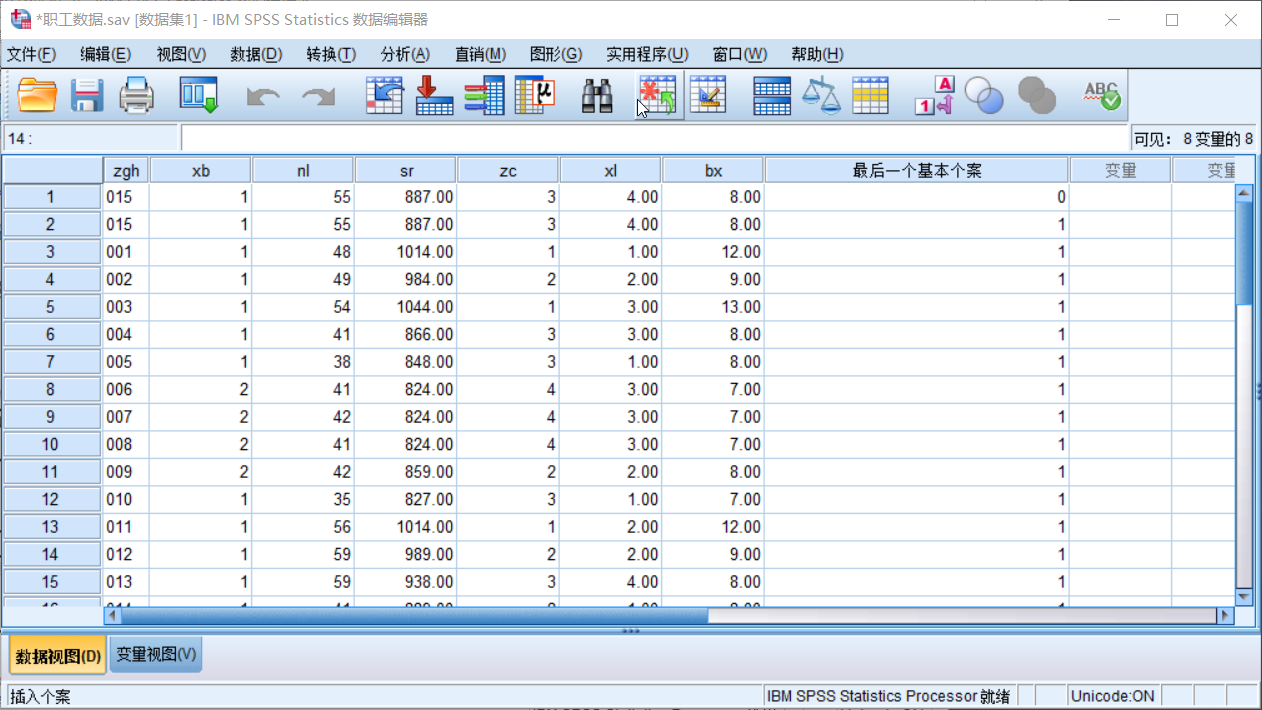 *职工数据.sav [数据集1] - IBM SPSS Statistics 数据编辑器
文件(F) 编辑(E) 视图(V) 数据(D) 转换(T) 分析(A) 直销(M) 图形(G) 实用程序(U) 窗口(W) 帮助(H)
μ 1 A ABC
14 : 可见： 8 变量的 8
zgh xb nl sr zc xl bx 最后一个基本个案 变量 变量
1 015 1 55 887.00 3 4.00 8.00 0
2 015 1 55 887.00 3 4.00 8.00 1
3 001 1 48 1014.00 1 1.00 12.00 1
4 002 1 49 984.00 2 2.00 9.00 1
5 003 1 54 1044.00 1 3.00 13.00 1
6 004 1 41 866.00 3 3.00 8.00 1
7 005 1 38 848.00 3 1.00 8.00 1
8 006 2 41 824.00 4 3.00 7.00 1
9 007 2 42 824.00 4 3.00 7.00 1
10 008 2 41 824.00 4 3.00 7.00 1
11 009 2 42 859.00 2 2.00 8.00 1
12 010 1 35 827.00 3 1.00 7.00 1
13 011 1 56 1014.00 1 2.00 12.00 1
14 012 1 59 989.00 2 2.00 9.00 1
15 013 1 59 938.00 3 4.00 8.00 1
数据视图(D) 变量视图(V)
插入个案 IBM SPSS Statistics Processor 就绪 Unicode:ON